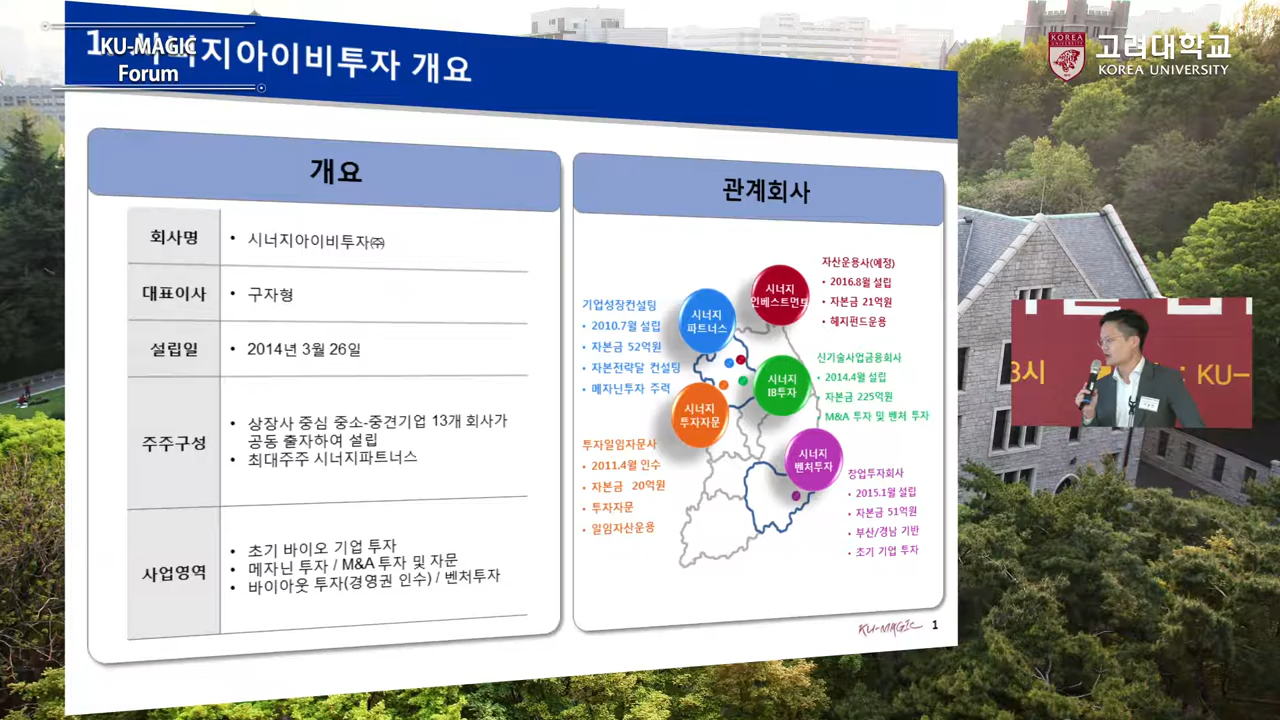 KU-MAGIC
Forum
1
너지아이비투자 개요
KOREA
고려대학교
KOREA UNIVERSITY
개요
회사명
• 시너지아이비투자㈜
대표이사
• 구자형
설립일
• 2014년 3월 26일
주주구성
• 상장사 중심 중소-중견기업 13개 회사가
공동 출자하여 설립
• 최대주주 시너지파트너스
사업영역
• 초기 바이오 기업 투자
• 메자닌 투자 / M&A 투자 및 자문
• 바이아웃 투자(경영권 인수) / 벤처투자
관계회사
시너지
인베스트먼트
자산운용사(예정)
• 2016.8월 설립
• 자본금 21억원
• 헤지펀드운용
시너지
파트너스
기업성장컨설팅
• 2010.7월 설립
• 자본금 52억원
• 자본전략달 컨설팅
• 메자닌투자 주력
시너지
IB투자
신기술사업금융회사
• 2014.4월 설립
• 자본금 225억원
• M&A 투자 및 벤처 투자
시너지
투자자문
투자일임자문사
• 2011.4월 인수
• 자본금 20억원
• 투자자문
• 일임자산운용
시너지
벤처투자
창업투자회사
• 2015.1월 설립
• 자본금 51억원
• 부산/경남 기반
• 초기 기업 투자
KU-MAGIC
1
3시
: KU-